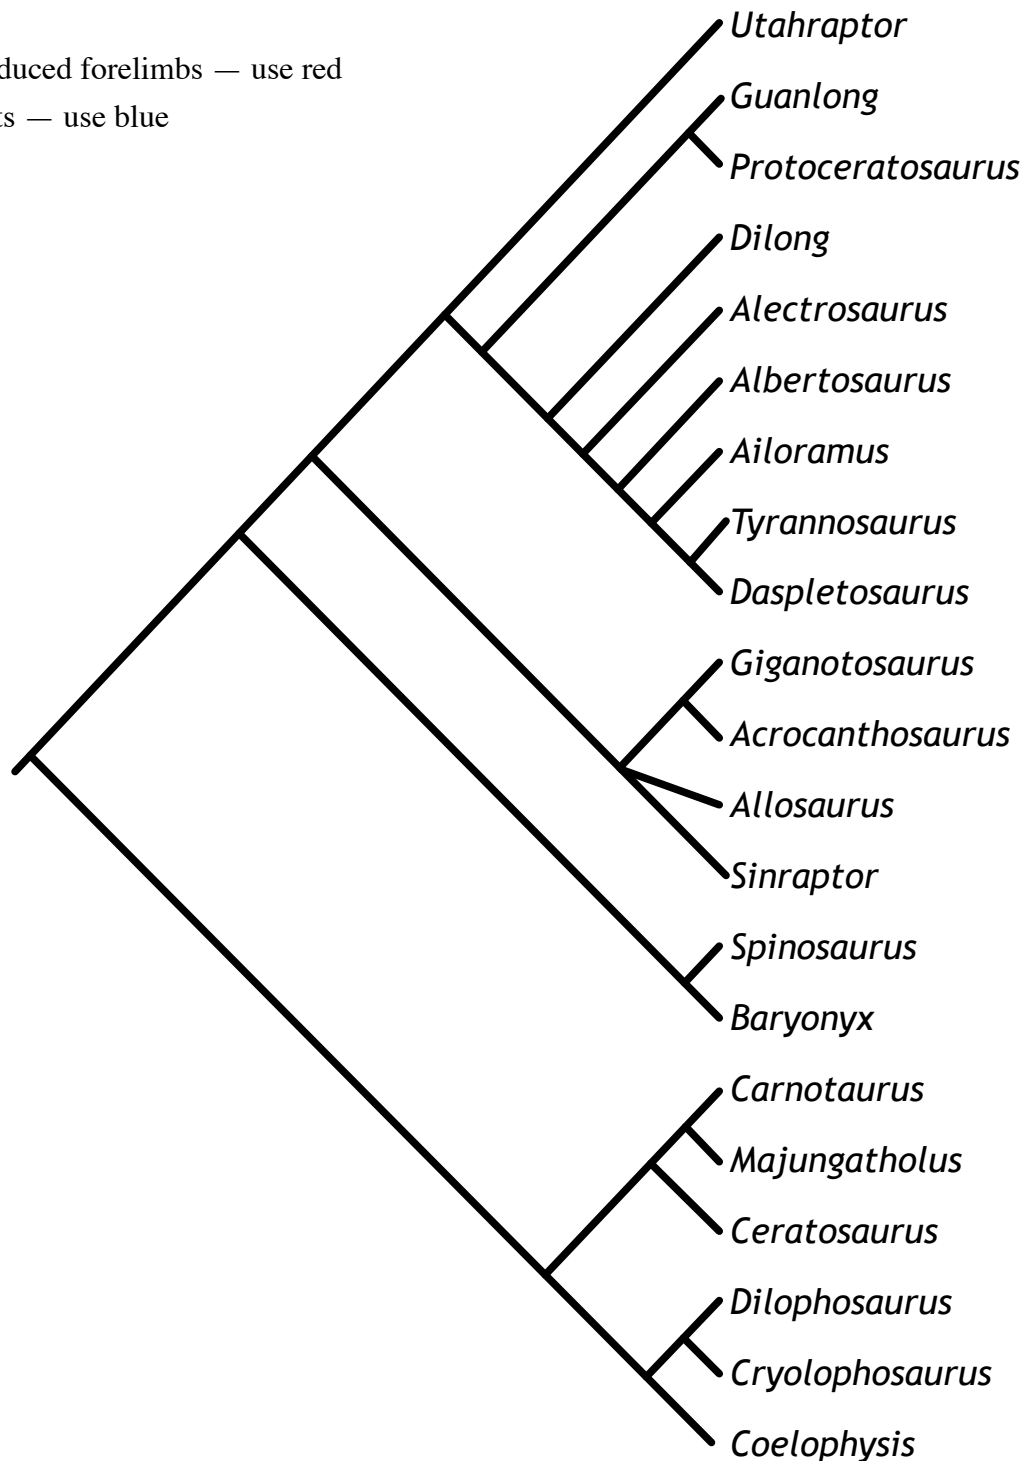 Utahraptor
duced forelimbs — use red
Guanlong
ts — use blue
Protoceratosaurus
Dilong
Alectrosaurus
Albertosaurus
Ailoramus
Tyrannosaurus
Daspletosaurus
Giganotosaurus
Acrocanthosaurus
Allosaurus
Sinraptor
Spinosaurus
Baryonyx
Carnotaurus
Majungatholus
Ceratosaurus
Dilophosaurus
Cryolophosaurus
Coelophysis